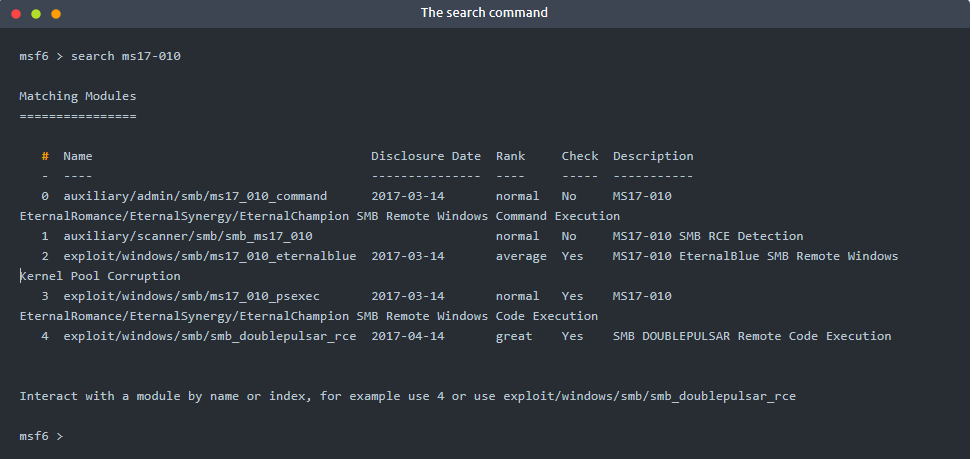 The search command
msf6 > search ms17-010
Matching Modules
================
#  Name                                      Disclosure Date  Rank     Check  Description
-  ----                                      ---------------  ----     -----  -----------
0  auxiliary/admin/smb/ms17_010_command      2017-03-14       normal   No     MS17-010
EternalRomance/EternalSynergy/EternalChampion SMB Remote Windows Command Execution
1  auxiliary/scanner/smb/smb_ms17_010                         normal   No     MS17-010 SMB RCE Detection
2  exploit/windows/smb/ms17_010_eternalblue  2017-03-14       average  Yes    MS17-010 EternalBlue SMB Remote Windows
Kernel Pool Corruption
3  exploit/windows/smb/ms17_010_psexec       2017-03-14       normal   Yes    MS17-010
EternalRomance/EternalSynergy/EternalChampion SMB Remote Windows Code Execution
4  exploit/windows/smb/smb_doublepulsar_rce  2017-04-14       great    Yes    SMB DOUBLEPULSAR Remote Code Execution
Interact with a module by name or index, for example use 4 or use exploit/windows/smb/smb_doublepulsar_rce
msf6 >